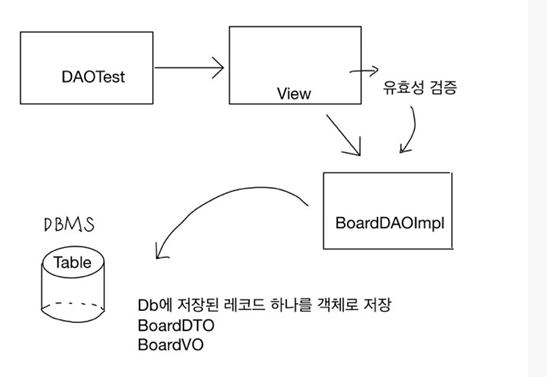 DAOTest
View
유효성 검증
BoardDAOImpl
DBMS
Table
Db에 저장된 레코드 하나를 객체로 저장
BoardDTO
BoardVO